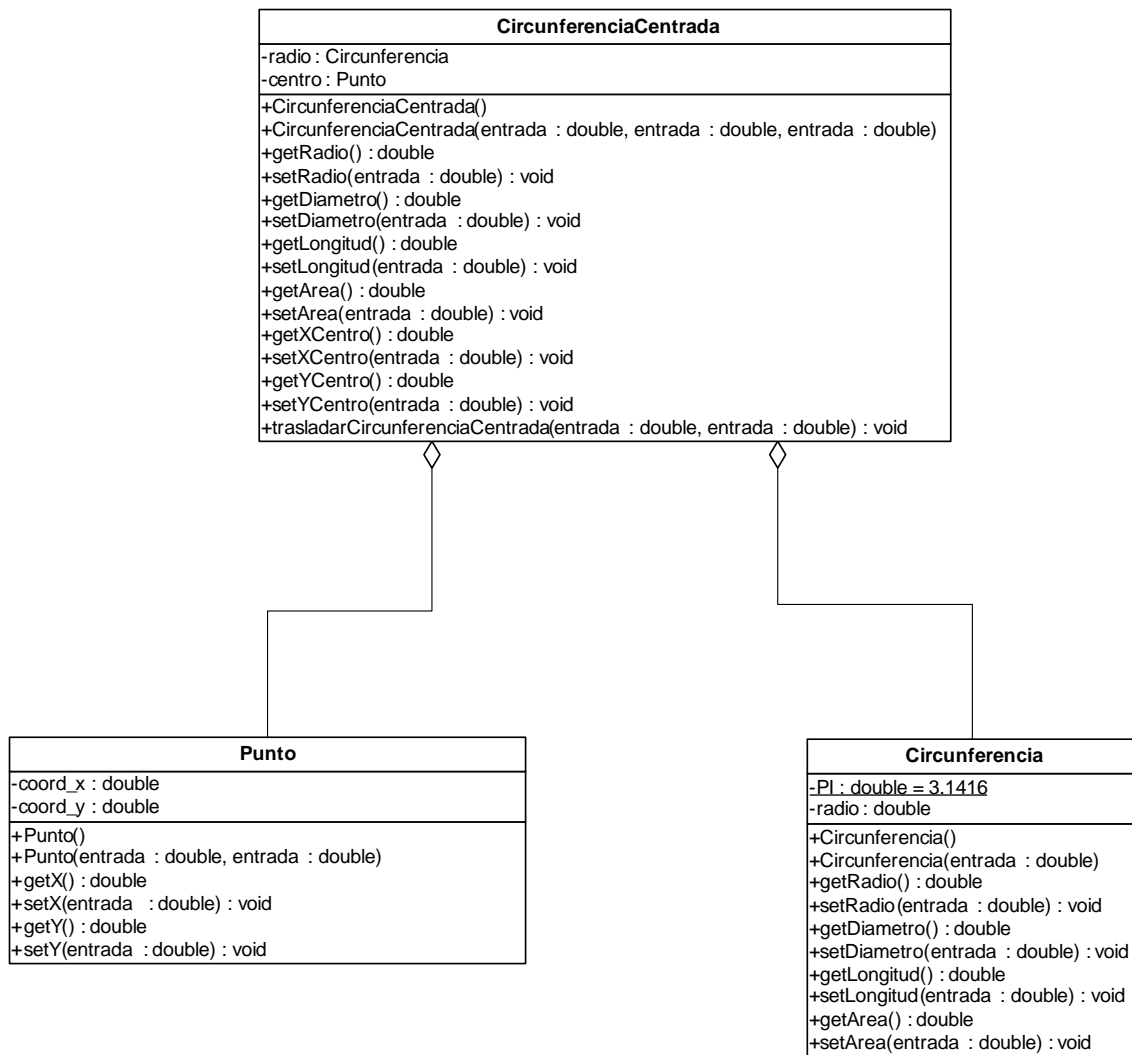 CircunferenciaCentrada
-radio : Circunferencia
-centro : Punto
+CircunferenciaCentrada()
+CircunferenciaCentrada(entrada : double, entrada : double, entrada : double)
+getRadio() : double
+setRadio(entrada : double) : void
+getDiametro() : double
+setDiametro(entrada : double) : void
+getLongitud() : double
+setLongitud(entrada : double) : void
+getArea() : double
+setArea(entrada : double) : void
+getXCentro() : double
+setXCentro(entrada : double) : void
+getYCentro() : double
+setYCentro(entrada : double) : void
+trasladarCircunferenciaCentrada(entrada : double, entrada : double) : void
Punto
-coord_x : double
-coord_y : double
+Punto()
+Punto(entrada : double, entrada : double)
+getX() : double
+setX(entrada : double) : void
+getY() : double
+setY(entrada : double) : void
Circunferencia
-PI : double = 3.1416
-radio : double
+Circunferencia()
+Circunferencia(entrada : double)
+getRadio() : double
+setRadio(entrada : double) : void
+getDiametro() : double
+setDiametro(entrada : double) : void
+getLongitud() : double
+setLongitud(entrada : double) : void
+getArea() : double
+setArea(entrada : double) : void